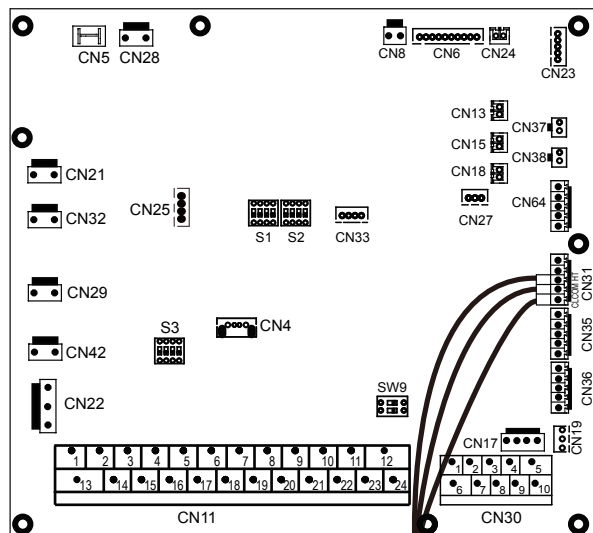 CN5
CN28
CN8
CN6
CN24
CN23
CN13
CN37
CN15
CN38
CN18
CN21
CN32
CN25
S1
S2
CN33
CN27
CN64
CN31
CL COM HT
CN29
CN4
CN35
S3
CN42
CN36
CN22
SW9
CN17
CN19
1 2 3 4 5 6 7 8 9 10 11 12
13 14 15 16 17 18 19 20 21 22 23 24
CN11
1 2 3 4 5
6 7 8 9 10
CN30